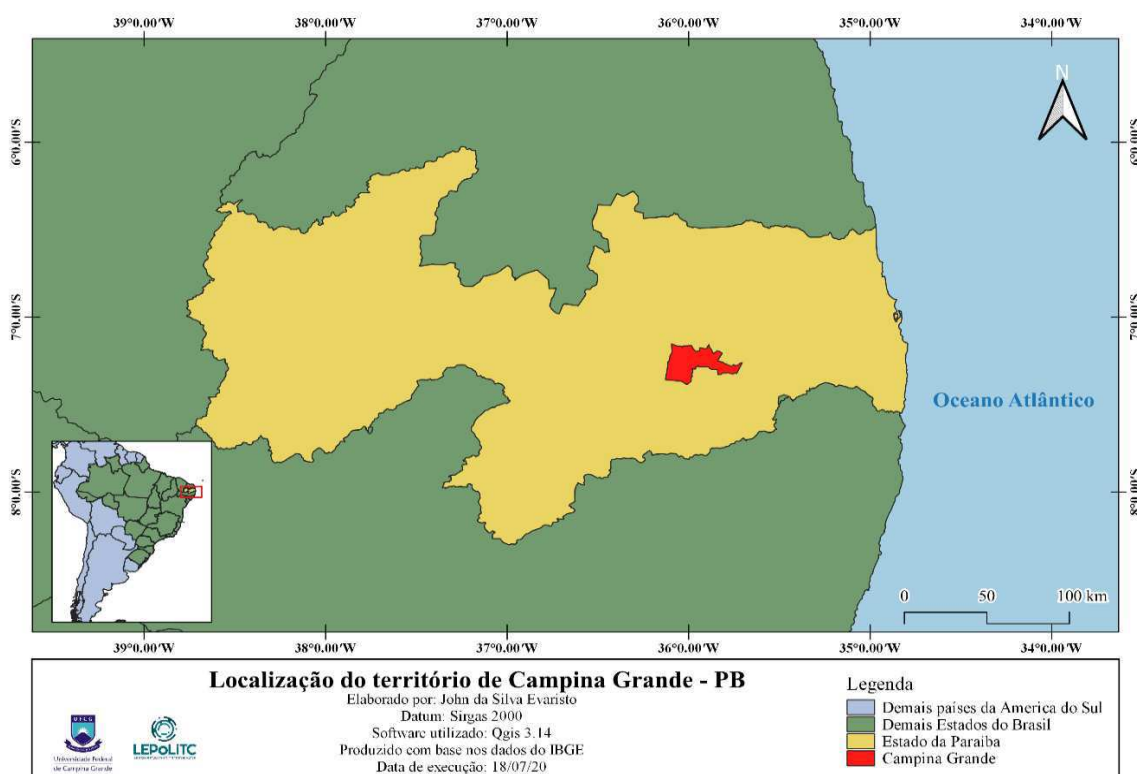 39°0.00'W 38°0.00'W 37°0.00'W 36°0.00'W 35°0.00'W 34°0.00'W
N
6°0.00'S 6°0.00'S
7°0.00'S 7°0.00'S
Oceano Atlântico
8°0.00'S 8°0.00'S
0 50 100 km
39°0.00'W 38°0.00'W 37°0.00'W 36°0.00'W 35°0.00'W 34°0.00'W
Localização do território de Campina Grande - PB
Elaborado por: John da Silva Evaristo
Datum: Sirgas 2000
Software utilizado: Qgis 3.14
Produzido com base nos dados do IBGE
Data de execução: 18/07/20
UFCG
Universidade Federal
de Campina Grande
LEPOLITC
Legenda
Demais países da America do Sul
Demais Estados do Brasil
Estado da Paraiba
Campina Grande